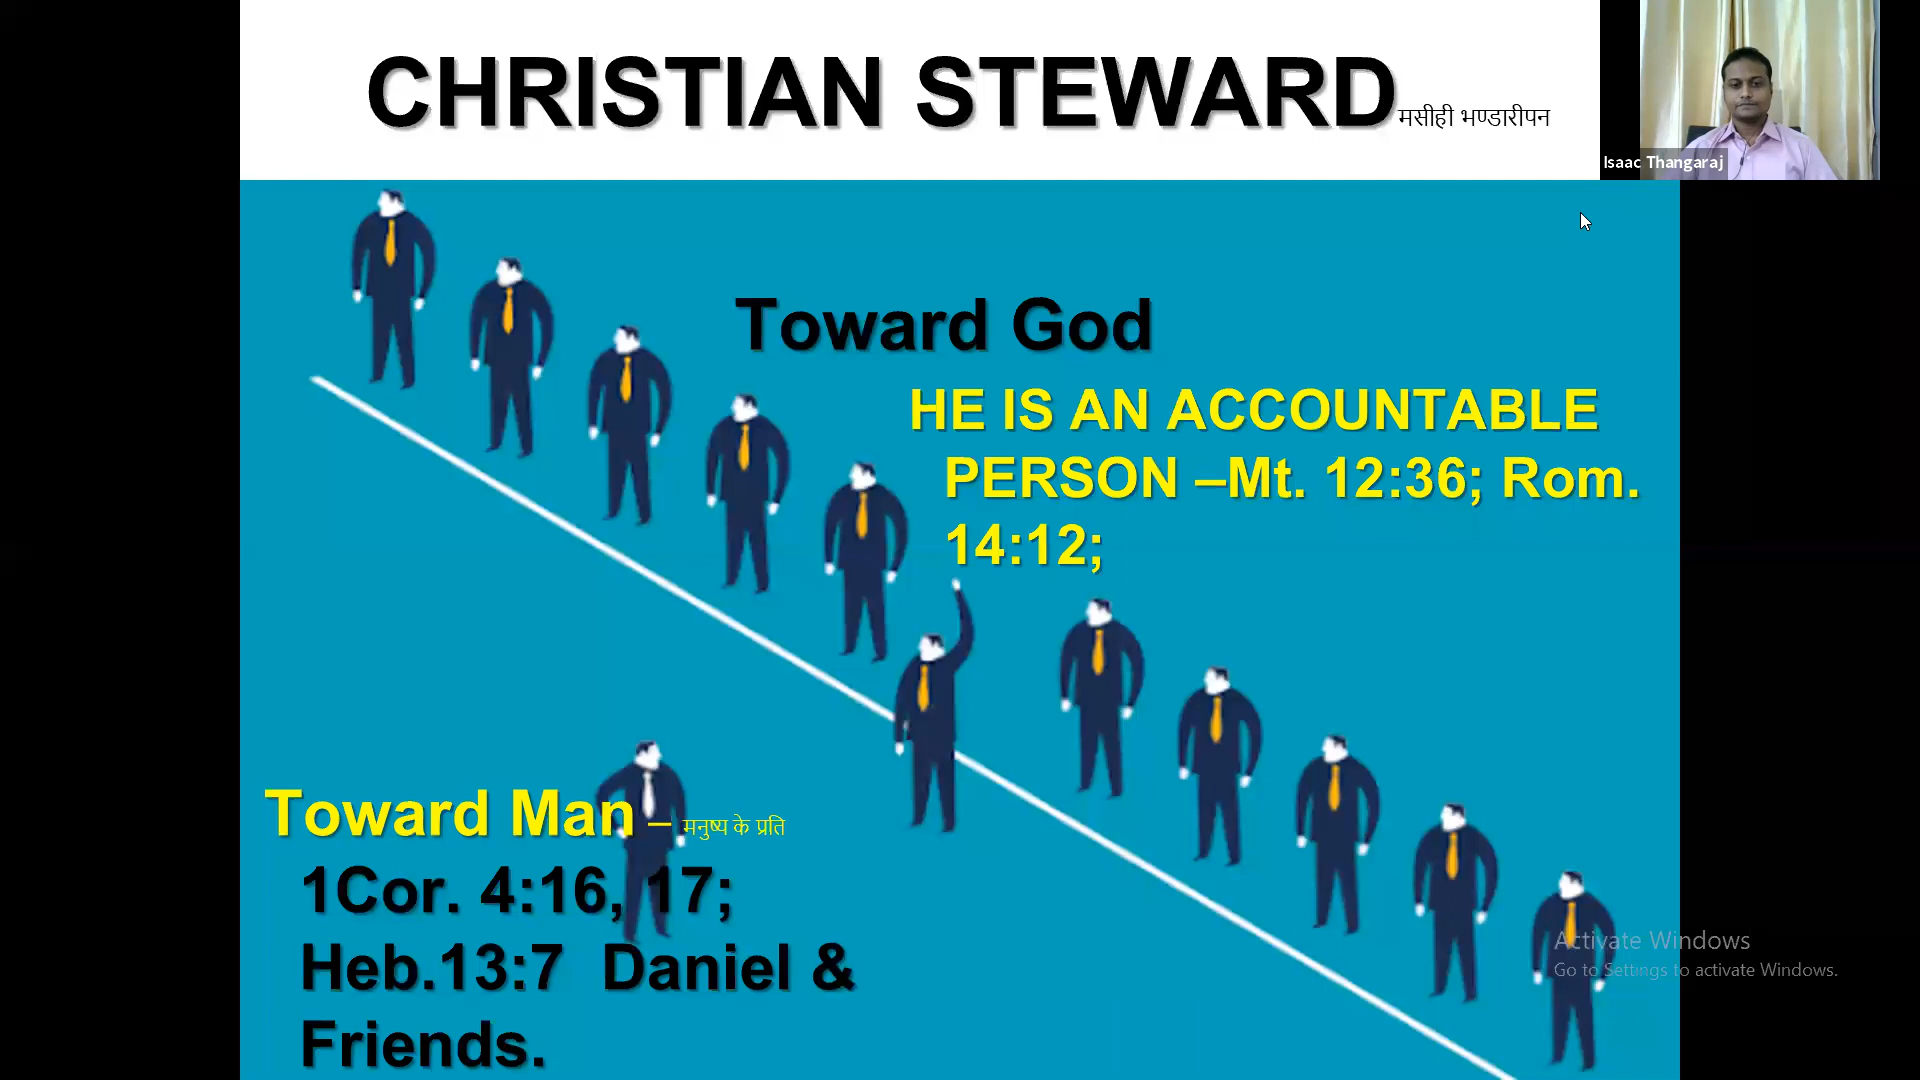 CHRISTIAN STEWARD मसीही भण्डारीपन
Isaac Thangaraj
Toward God
HE IS AN ACCOUNTABLE
PERSON –Mt. 12:36; Rom.
14:12;
Toward Man – मनुष्य के प्रति
1Cor. 4:16, 17;
Heb.13:7 Daniel &
Friends.
Activate Windows
Go to Settings to activate Windows.